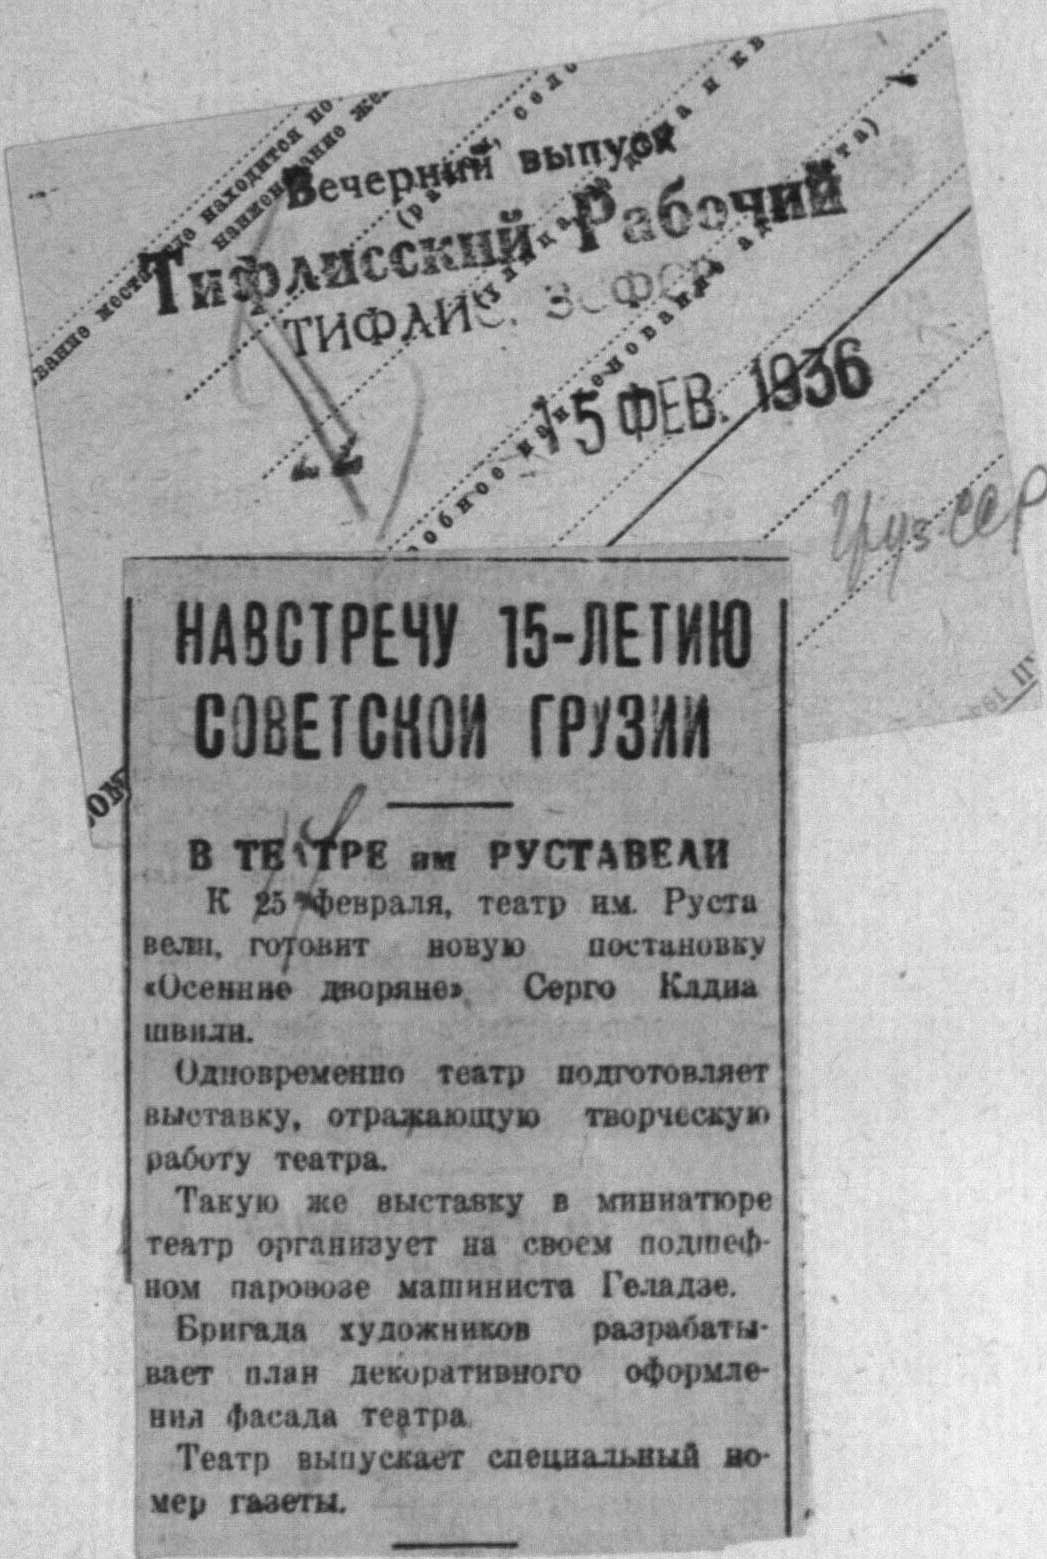 Вечерний выпуск
Тифлисский Рабочий
ТИФЛИС. ЗСФСР
15 ФЕВ. 1936
Груз ССР
НАВСТРЕЧУ 15-ЛЕТИЮ
СОВЕТСКОЙ ГРУЗИИ
В ТЕАТРЕ им РУСТАВЕЛИ
К 25 февраля, театр им. Руста
вели, готовит новую постановку
«Осенние дворяне» Серго Клдиа
швили.
Одновременно театр подготовляет
выставку, отражающую творческую
работу театра.
Такую же выставку в миниатюре
театр организует на своем подшеф-
ном паровозе машиниста Геладзе.
Бригада художников разрабаты-
вает план декоративного оформле-
ния фасада театра.
Театр выпускает специальный но-
мер газеты.